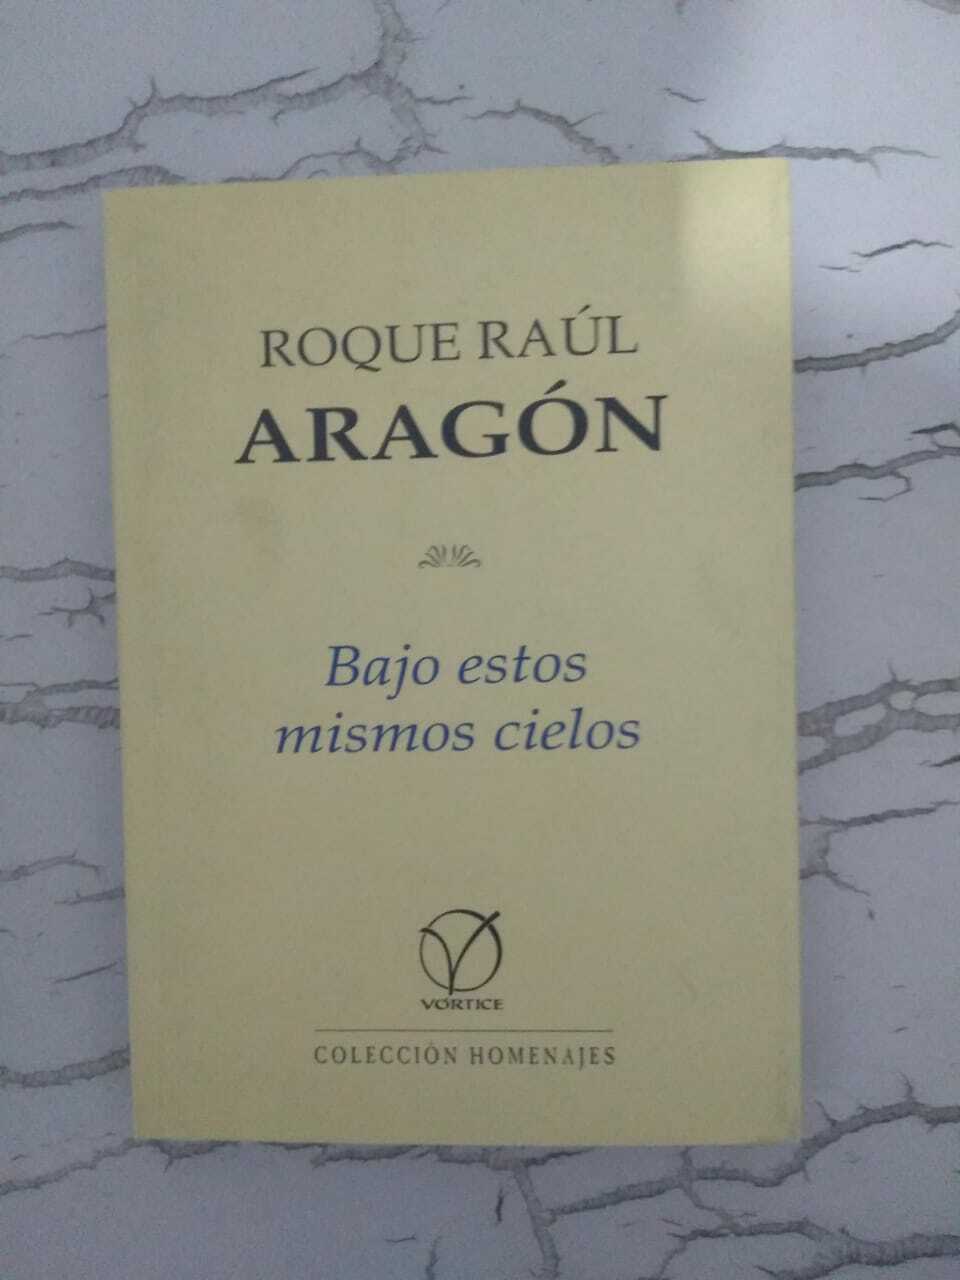 ROQUE RAÚL
ARAGÓN
Bajo estos
mismos cielos
VÓRTICE
COLECCIÓN HOMENAJES